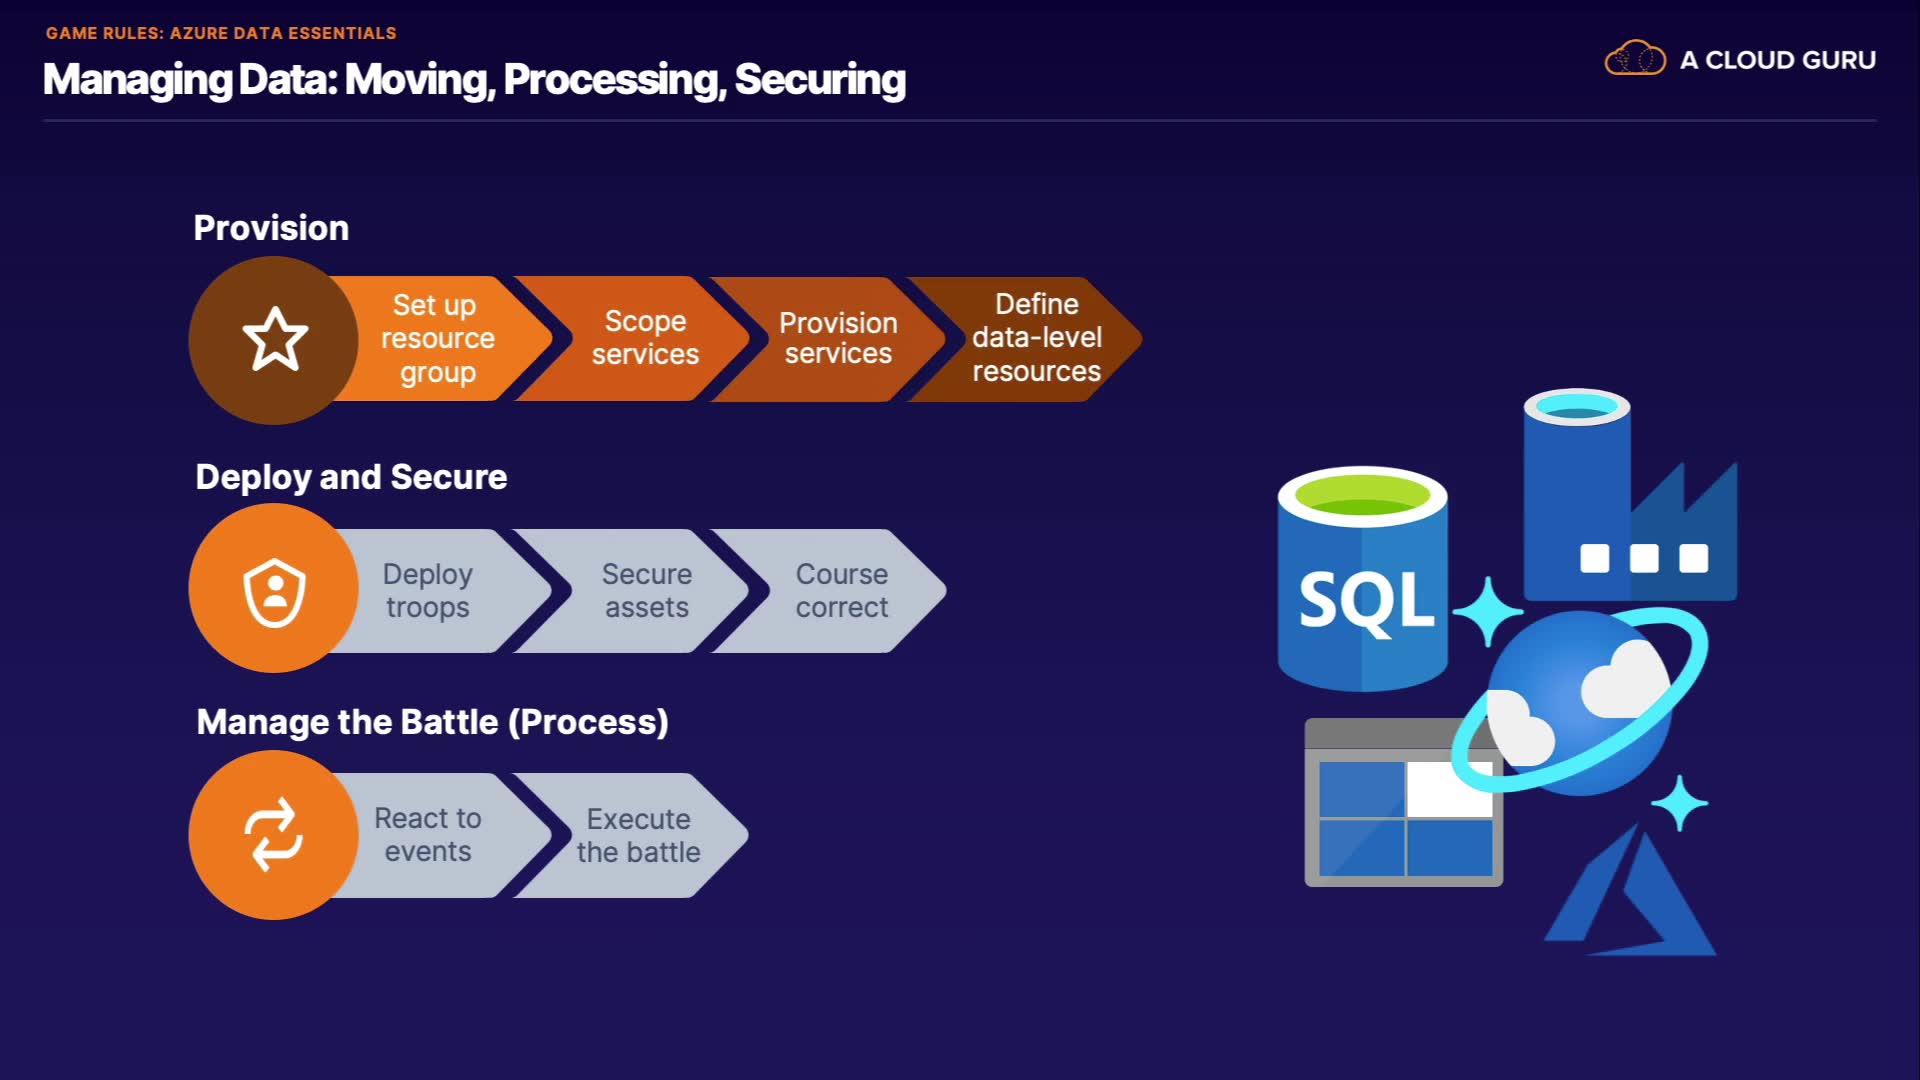 GAME RULES: AZURE DATA ESSENTIALS
Managing Data: Moving, Processing, Securing
A CLOUD GURU
Provision
Set up
resource
group
Scope
services
Provision
services
Define
data-level
resources
Deploy and Secure
Deploy
troops
Secure
assets
Course
correct
Manage the Battle (Process)
React to
events
Execute
the battle
SQL